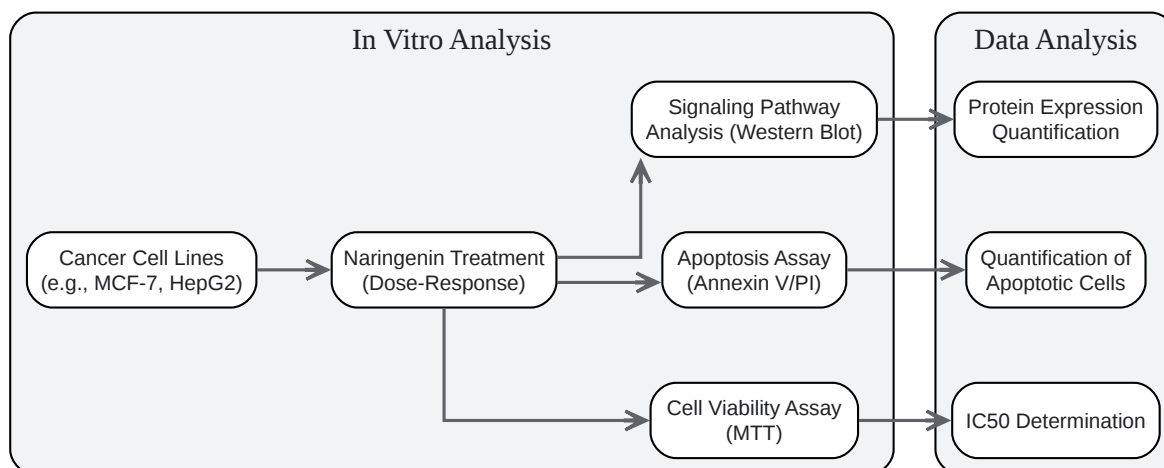 In Vitro Analysis
Data Analysis
Signaling Pathway
Analysis (Western Blot)
Protein Expression
Quantification
Cancer Cell Lines
(e.g., MCF-7, HepG2)
Naringenin Treatment
(Dose-Response)
Apoptosis Assay
(Annexin V/PI)
Quantification of
Apoptotic Cells
Cell Viability Assay
(MTT)
IC50 Determination